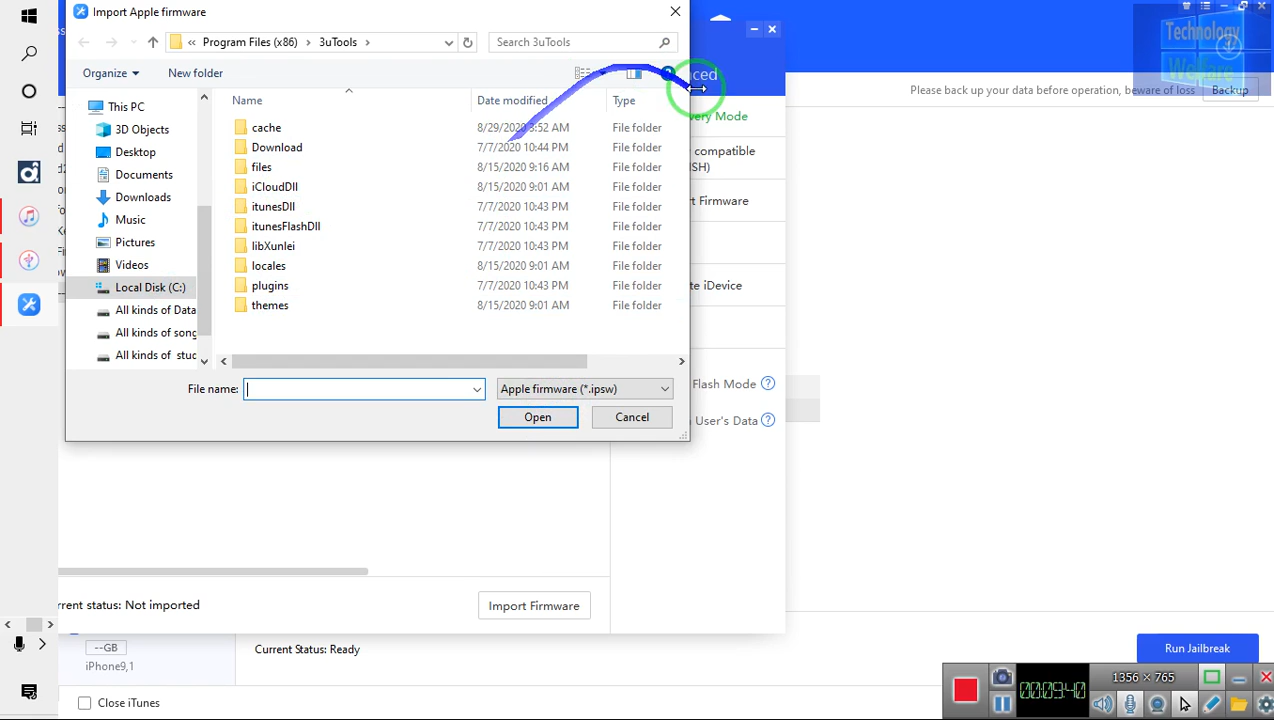 Import Apple firmware
« Program Files (x86) > 3uTools >
Search 3uTools
Organize
New folder
Name
Date modified
Type
This PC
3D Objects
Desktop
Documents
Downloads
Music
Pictures
Videos
Local Disk (C:)
All kinds of Data
All kinds of song
All kinds of stud
cache 8/29/2020 3:52 AM File folder
Download 7/7/2020 10:44 PM File folder
files 8/15/2020 9:16 AM File folder
iCloudDll 8/15/2020 9:01 AM File folder
itunesDll 7/7/2020 10:43 PM File folder
itunesFlashDll 7/7/2020 10:43 PM File folder
libXunlei 7/7/2020 10:43 PM File folder
locales 8/15/2020 9:01 AM File folder
plugins 7/7/2020 10:43 PM File folder
themes 8/15/2020 9:01 AM File folder
File name:
Apple firmware (*.ipsw)
Open
Cancel
ced
very Mode
compatible
SH)
rt Firmware
te iDevice
Flash Mode ?
User's Data ?
Technology
Welfare
Please back up your data before operation, beware of loss
Backup
rrent status: Not imported
Import Firmware
--GB
iPhone9,1
Current Status: Ready
Run Jailbreak
Close iTunes
1356 × 765
00:09:40